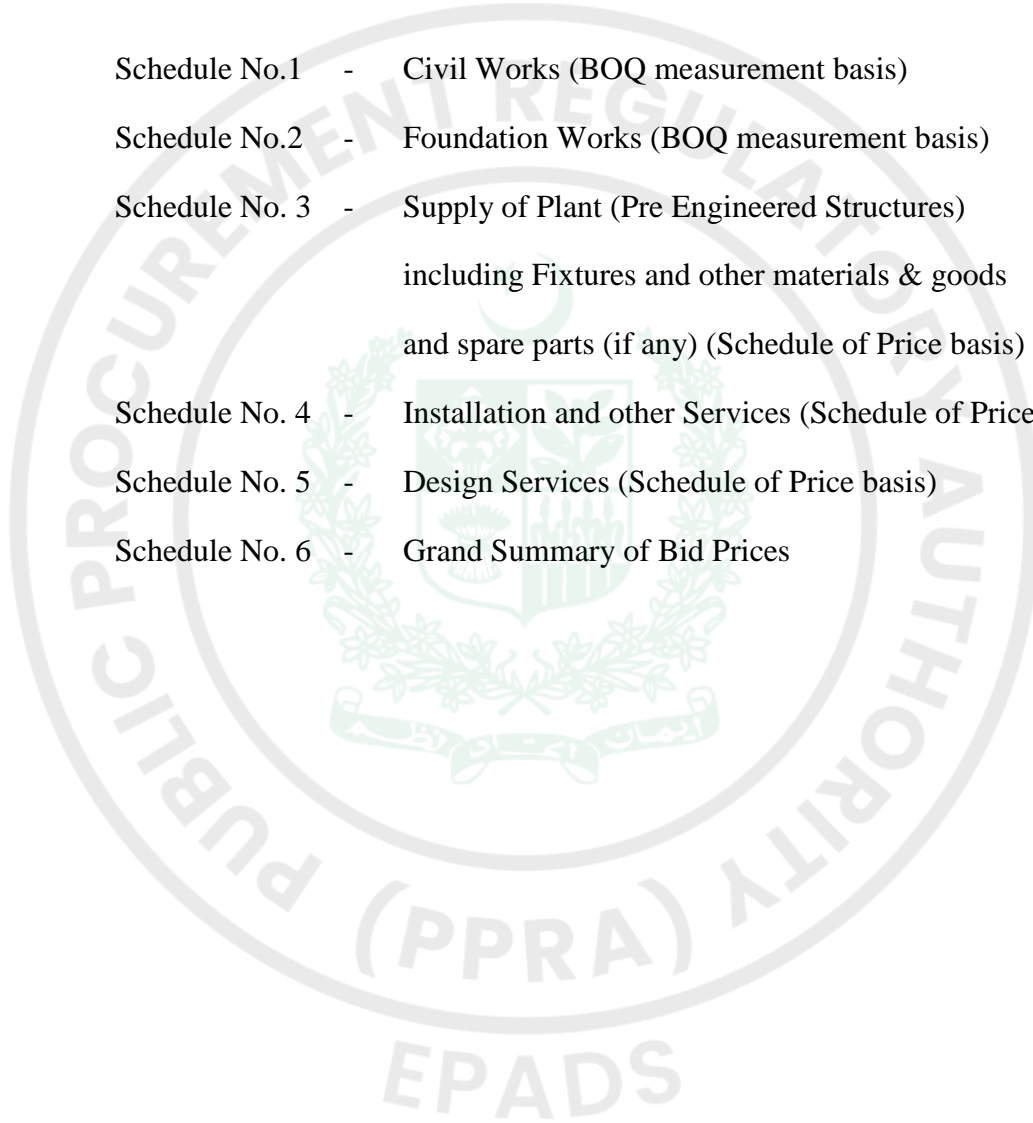 Schedule No.1 - Civil Works (BOQ measurement basis)
Schedule No.2 - Foundation Works (BOQ measurement basis)
Schedule No. 3 - Supply of Plant (Pre Engineered Structures)
including Fixtures and other materials & goods
and spare parts (if any) (Schedule of Price basis)
Schedule No. 4 - Installation and other Services (Schedule of Price
Schedule No. 5 - Design Services (Schedule of Price basis)
Schedule No. 6 - Grand Summary of Bid Prices
PUBLIC PROCUREMENT REGULATORY AUTHORITY
(PPRA)
EPADS